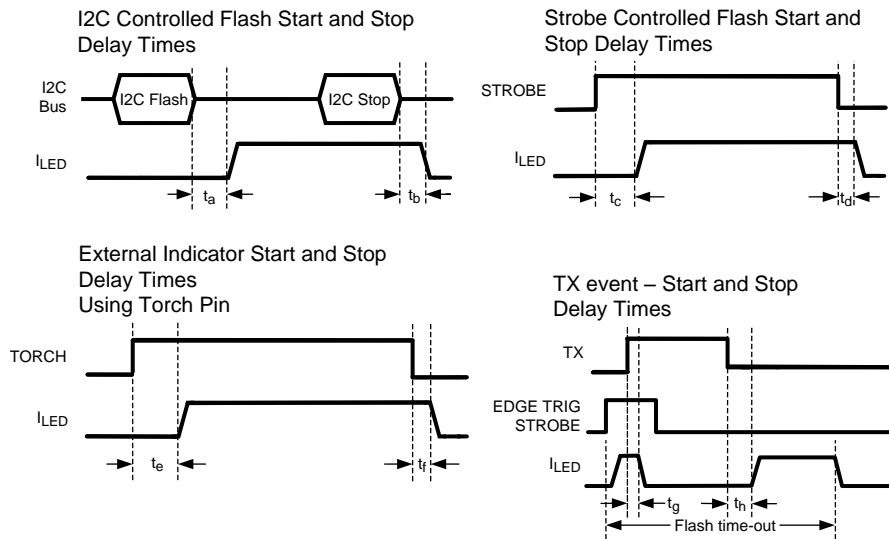 I2C Controlled Flash Start and Stop
Delay Times
I2C
Bus
I2C Flash
I2C Stop
ILED
ta
tb
Strobe Controlled Flash Start and
Stop Delay Times
STROBE
ILED
tc
td
External Indicator Start and Stop
Delay Times
Using Torch Pin
TORCH
ILED
te
tf
TX event – Start and Stop
Delay Times
TX
EDGE TRIG
STROBE
ILED
tg
th
Flash time-out